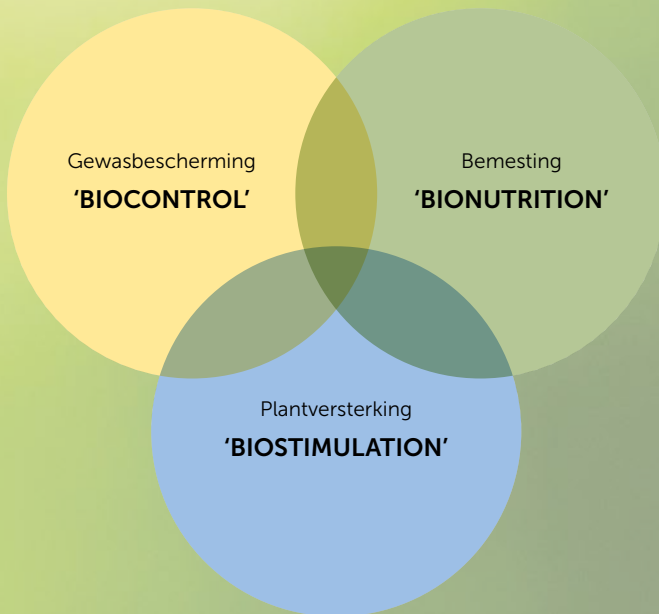 Gewasbescherming
‘BIOCONTROL’
Bemesting
‘BIONUTRITION’
Plantversterking
‘BIOSTIMULATION’